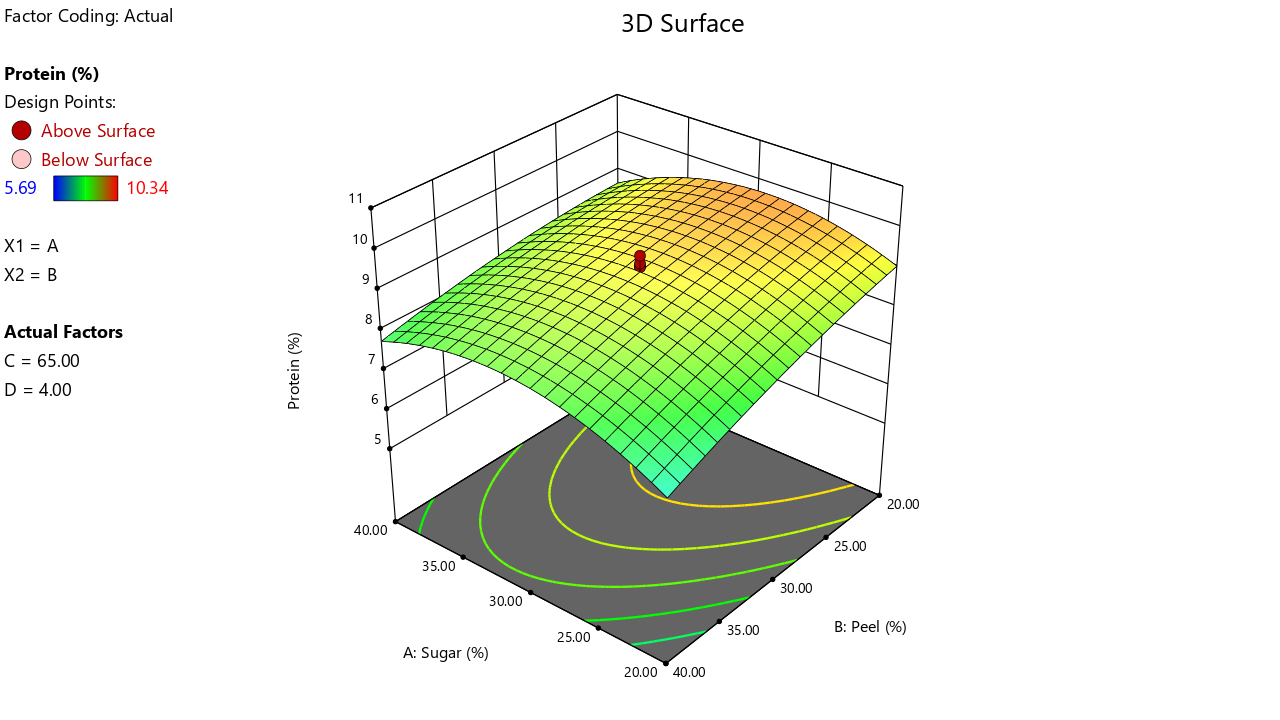 Factor Coding: Actual
3D Surface
Protein (%)
Design Points:
Above Surface
Below Surface
5.69 10.34
X1 = A
X2 = B
Actual Factors
C = 65.00
D = 4.00
11
10
9
8
7
6
5
Protein (%)
40.00
35.00
30.00
25.00
20.00
A: Sugar (%)
20.00
25.00
30.00
35.00
40.00
B: Peel (%)